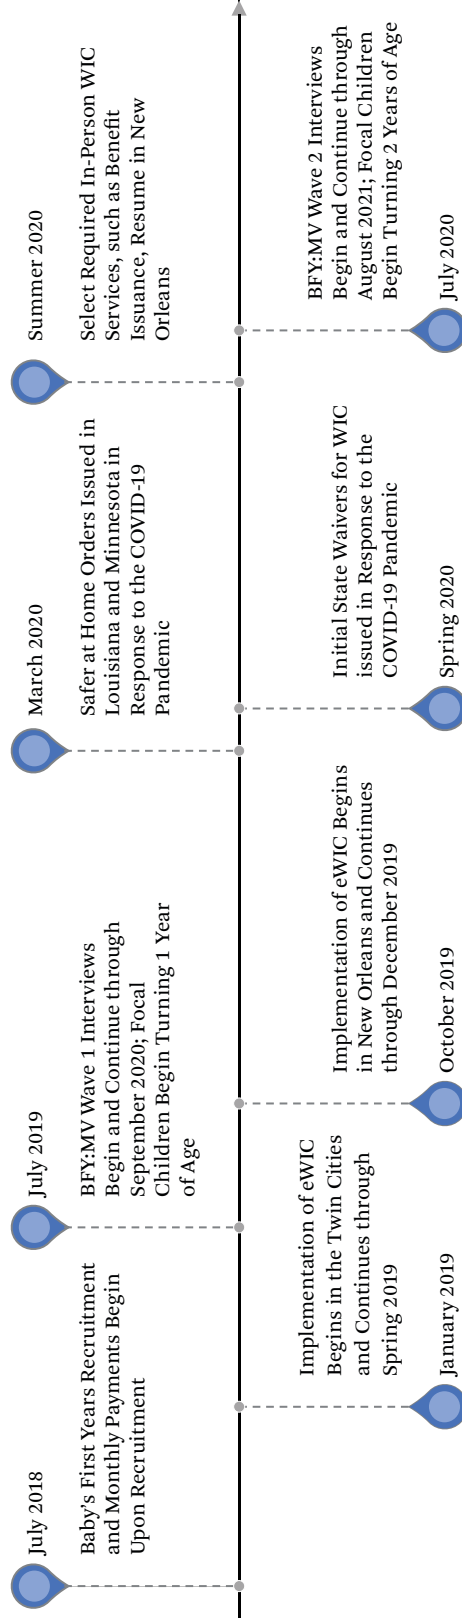 July 2018
Baby's First Years Recruitment
and Monthly Payments Begin
Upon Recruitment
January 2019
Implementation of eWIC
Begins in the Twin Cities
and Continues through
Spring 2019
July 2019
BFY:MV Wave 1 Interviews
Begin and Continue through
September 2020; Focal
Children Begin Turning 1 Year
of Age
October 2019
Implementation of eWIC Begins
in New Orleans and Continues
through December 2019
March 2020
Safer at Home Orders Issued in
Louisiana and Minnesota in
Response to the COVID-19
Pandemic
Spring 2020
Initial State Waivers for WIC
issued in Response to the
COVID-19 Pandemic
Summer 2020
Select Required In-Person WIC
Services, such as Benefit
Issuance, Resume in New
Orleans
July 2020
BFY:MV Wave 2 Interviews
Begin and Continue through
August 2021; Focal Children
Begin Turning 2 Years of Age